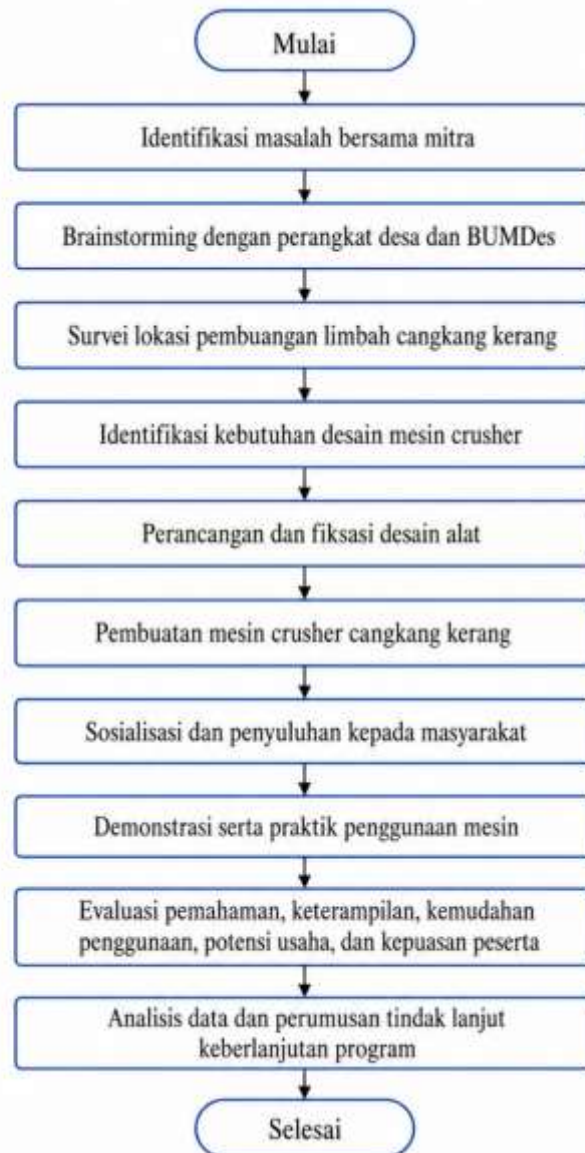 Mulai
Identifikasi masalah bersama mitra
Brainstorming dengan perangkat desa dan BUMDes
Survei lokasi pembuangan limbah cangkang kerang
Identifikasi kebutuhan desain mesin crusher
Perancangan dan fiksasi desain alat
Pembuatan mesin crusher cangkang kerang
Sosialisasi dan penyuluhan kepada masyarakat
Demonstrasi serta praktik penggunaan mesin
Evaluasi pemahaman, keterampilan, kemudahan
penggunaan, potensi usaha, dan kepuasan peserta
Analisis data dan perumusan tindak lanjut
keberlanjutan program
Selesai